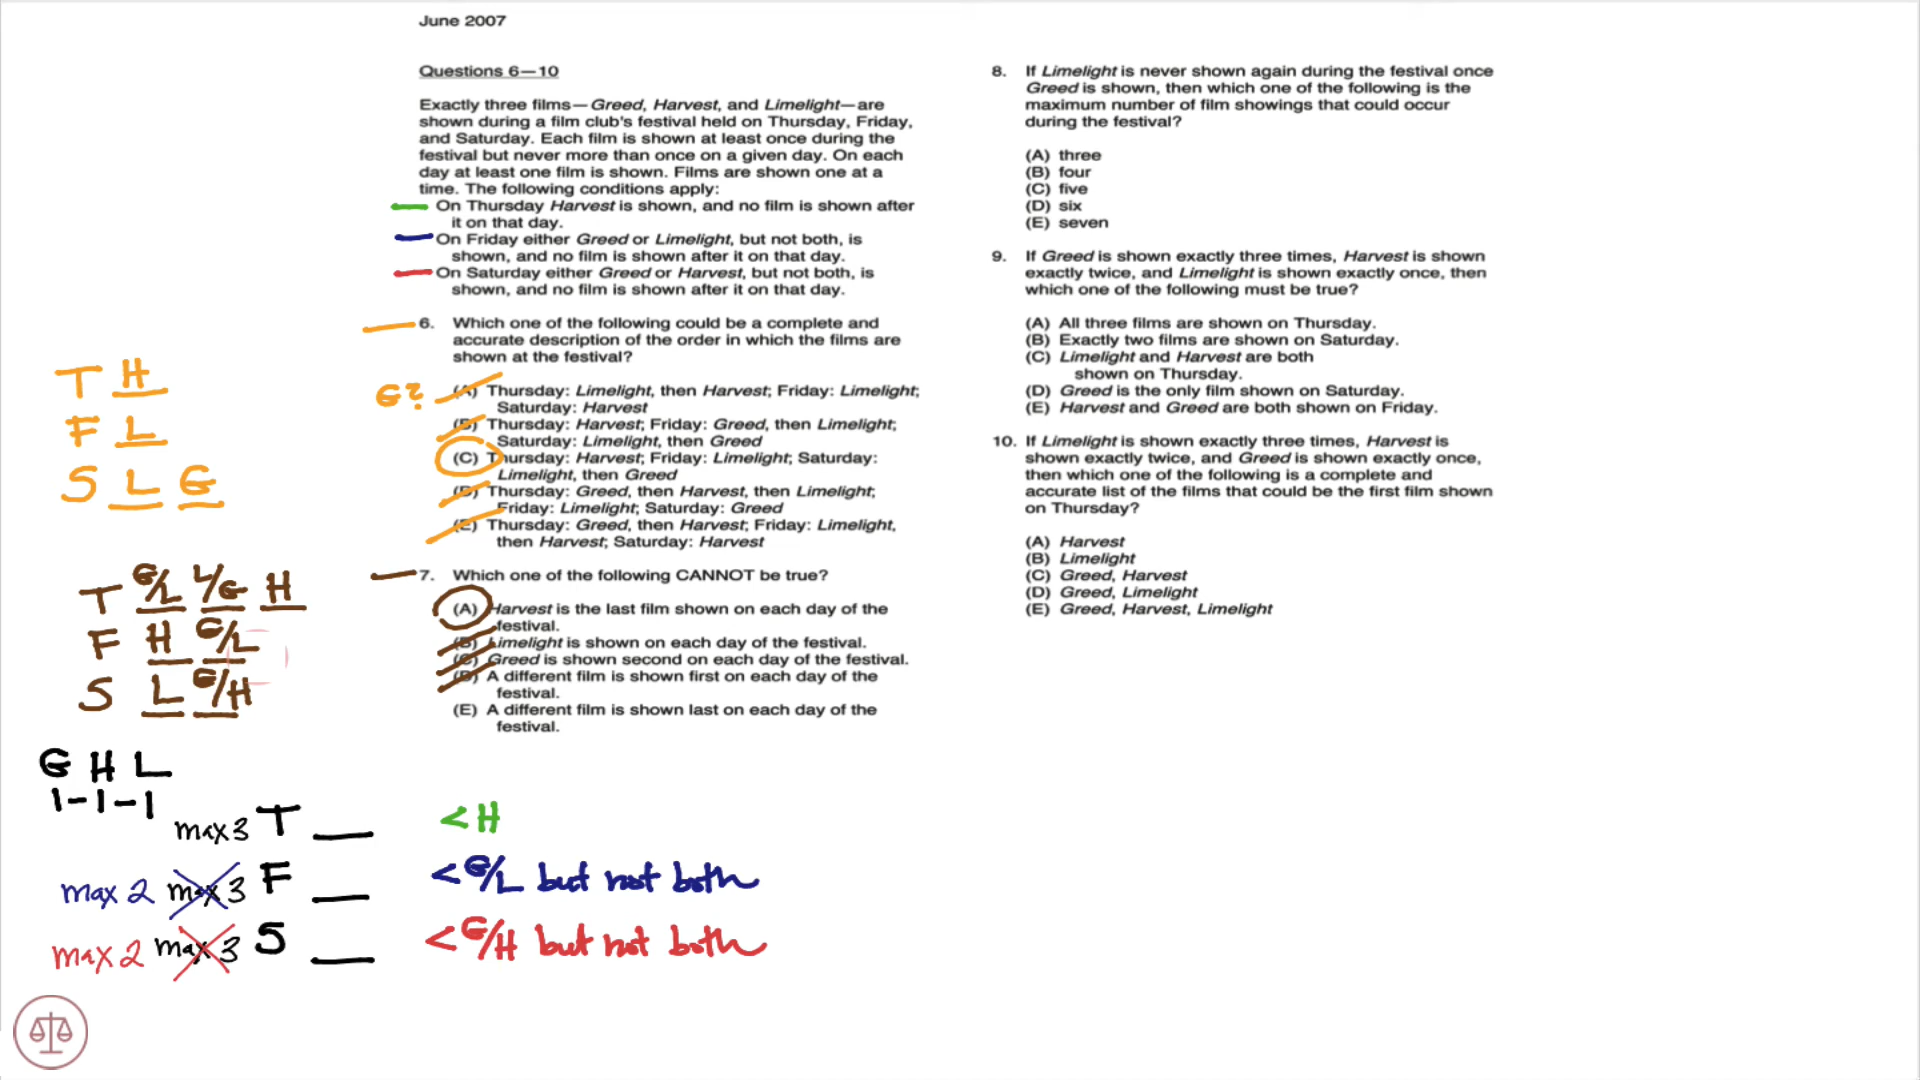 June 2007
Questions 6—10
Exactly three films—Greed, Harvest, and Limelight—are
shown during a film club's festival held on Thursday, Friday,
and Saturday. Each film is shown at least once during the
festival but never more than once on a given day. On each
day at least one film is shown. Films are shown one at a
time. The following conditions apply:
On Thursday Harvest is shown, and no film is shown after
it on that day.
On Friday either Greed or Limelight, but not both, is
shown, and no film is shown after it on that day.
On Saturday either Greed or Harvest, but not both, is
shown, and no film is shown after it on that day.
6. Which one of the following could be a complete and
accurate description of the order in which the films are
shown at the festival?
G?
(A) Thursday: Limelight, then Harvest; Friday: Limelight;
Saturday: Harvest
(B) Thursday: Harvest; Friday: Greed, then Limelight;
Saturday: Limelight, then Greed
(C) Thursday: Harvest; Friday: Limelight; Saturday:
Limelight, then Greed
(D) Thursday: Greed, then Harvest, then Limelight;
Friday: Limelight; Saturday: Greed
(E) Thursday: Greed, then Harvest; Friday: Limelight,
then Harvest; Saturday: Harvest
7. Which one of the following CANNOT be true?
(A) Harvest is the last film shown on each day of the
festival.
(B) Limelight is shown on each day of the festival.
(C) Greed is shown second on each day of the festival.
(D) A different film is shown first on each day of the
festival.
(E) A different film is shown last on each day of the
festival.
T H
F L
S L G
T G/L L/G H
F H G/L
S L G/H
G H L
1-1-1
max 3 T < H
max 2 max 3 F < G/L but not both
max 2 max 3 S < G/H but not both
8. If Limelight is never shown again during the festival once
Greed is shown, then which one of the following is the
maximum number of film showings that could occur
during the festival?
(A) three
(B) four
(C) five
(D) six
(E) seven
9. If Greed is shown exactly three times, Harvest is shown
exactly twice, and Limelight is shown exactly once, then
which one of the following must be true?
(A) All three films are shown on Thursday.
(B) Exactly two films are shown on Saturday.
(C) Limelight and Harvest are both
shown on Thursday.
(D) Greed is the only film shown on Saturday.
(E) Harvest and Greed are both shown on Friday.
10. If Limelight is shown exactly three times, Harvest is
shown exactly twice, and Greed is shown exactly once,
then which one of the following is a complete and
accurate list of the films that could be the first film shown
on Thursday?
(A) Harvest
(B) Limelight
(C) Greed, Harvest
(D) Greed, Limelight
(E) Greed, Harvest, Limelight